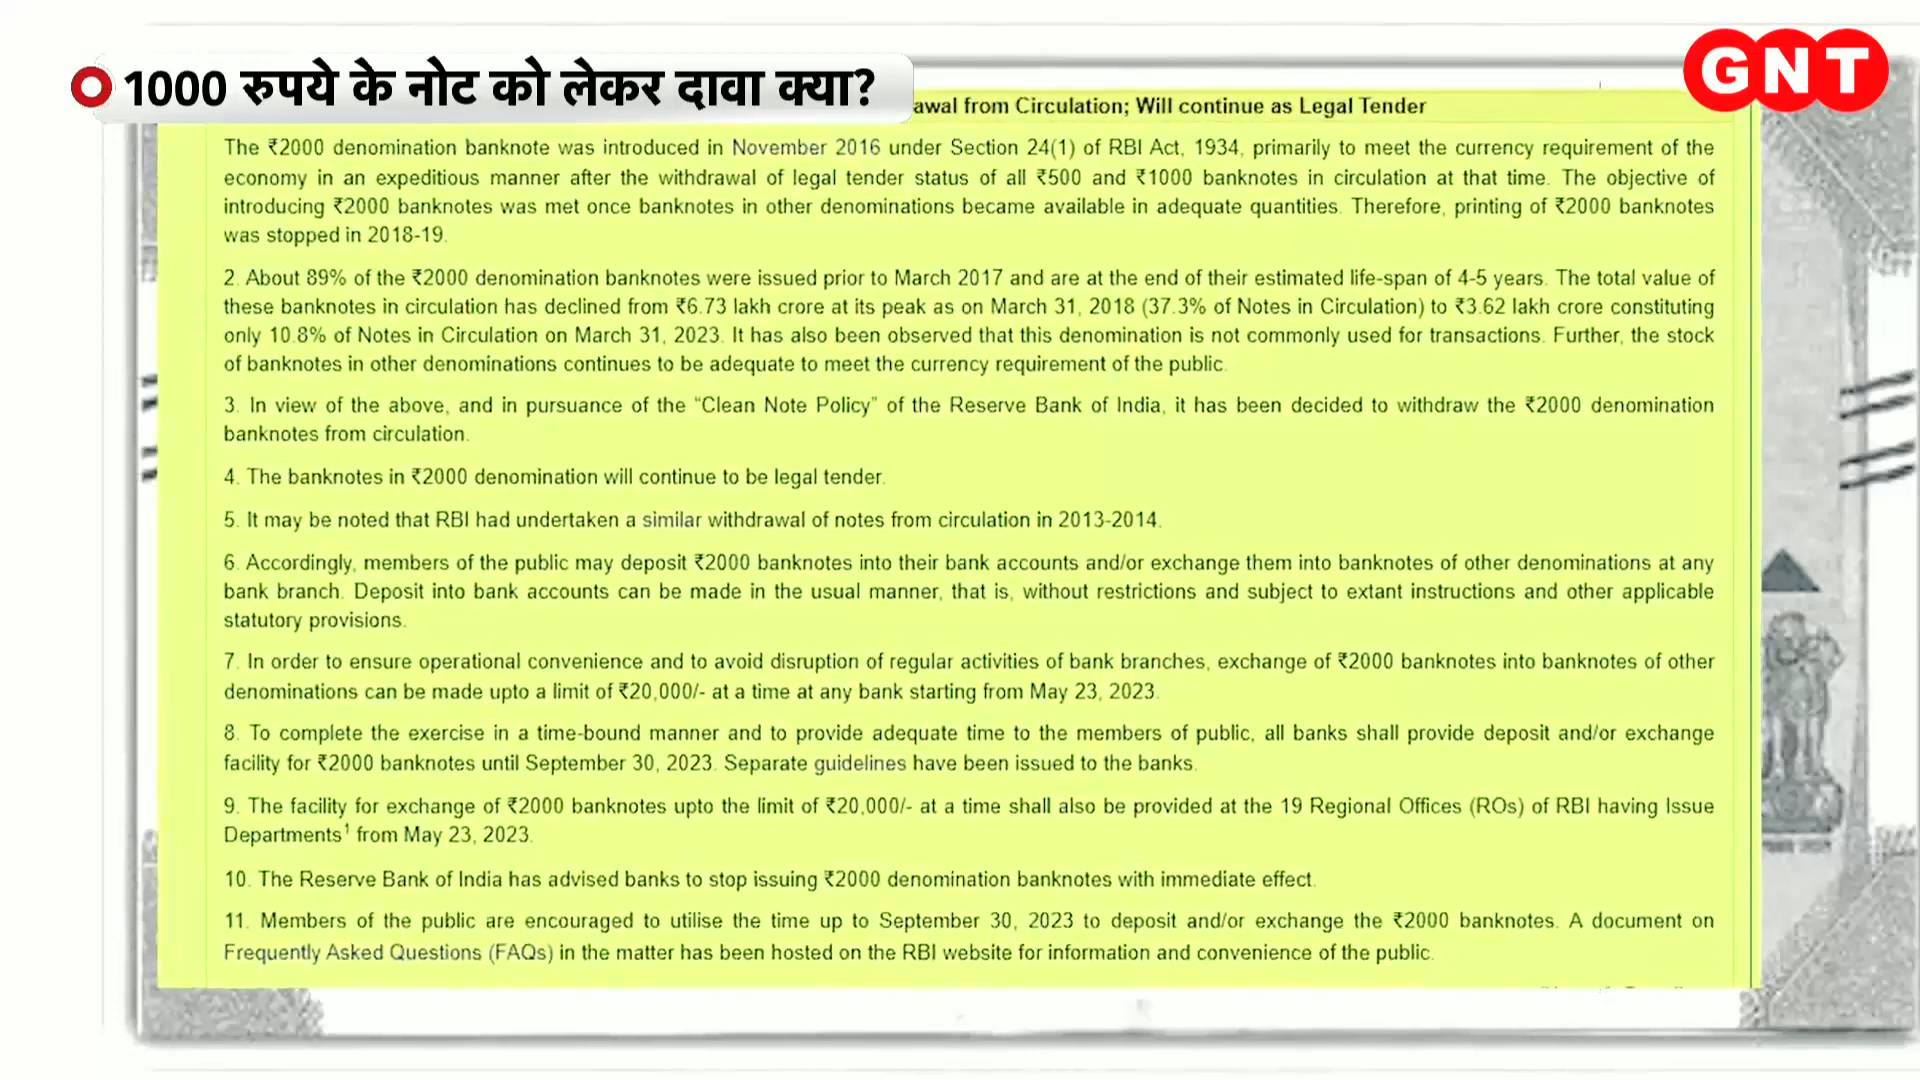 1000 रुपये के नोट को लेकर दावा क्या?
GNT
awal from Circulation; Will continue as Legal Tender
The ₹2000 denomination banknote was introduced in November 2016 under Section 24(1) of RBI Act, 1934, primarily to meet the currency requirement of the
economy in an expeditious manner after the withdrawal of legal tender status of all ₹500 and ₹1000 banknotes in circulation at that time. The objective of
introducing ₹2000 banknotes was met once banknotes in other denominations became available in adequate quantities. Therefore, printing of ₹2000 banknotes
was stopped in 2018-19.
2. About 89% of the ₹2000 denomination banknotes were issued prior to March 2017 and are at the end of their estimated life-span of 4-5 years. The total value of
these banknotes in circulation has declined from ₹6.73 lakh crore at its peak as on March 31, 2018 (37.3% of Notes in Circulation) to ₹3.62 lakh crore constituting
only 10.8% of Notes in Circulation on March 31, 2023. It has also been observed that this denomination is not commonly used for transactions. Further, the stock
of banknotes in other denominations continues to be adequate to meet the currency requirement of the public.
3. In view of the above, and in pursuance of the “Clean Note Policy” of the Reserve Bank of India, it has been decided to withdraw the ₹2000 denomination
banknotes from circulation.
4. The banknotes in ₹2000 denomination will continue to be legal tender.
5. It may be noted that RBI had undertaken a similar withdrawal of notes from circulation in 2013-2014.
6. Accordingly, members of the public may deposit ₹2000 banknotes into their bank accounts and/or exchange them into banknotes of other denominations at any
bank branch. Deposit into bank accounts can be made in the usual manner, that is, without restrictions and subject to extant instructions and other applicable
statutory provisions.
7. In order to ensure operational convenience and to avoid disruption of regular activities of bank branches, exchange of ₹2000 banknotes into banknotes of other
denominations can be made upto a limit of ₹20,000/- at a time at any bank starting from May 23, 2023.
8. To complete the exercise in a time-bound manner and to provide adequate time to the members of public, all banks shall provide deposit and/or exchange
facility for ₹2000 banknotes until September 30, 2023. Separate guidelines have been issued to the banks.
9. The facility for exchange of ₹2000 banknotes upto the limit of ₹20,000/- at a time shall also be provided at the 19 Regional Offices (ROs) of RBI having Issue
Departments¹ from May 23, 2023.
10. The Reserve Bank of India has advised banks to stop issuing ₹2000 denomination banknotes with immediate effect.
11. Members of the public are encouraged to utilise the time up to September 30, 2023 to deposit and/or exchange the ₹2000 banknotes. A document on
Frequently Asked Questions (FAQs) in the matter has been hosted on the RBI website for information and convenience of the public.